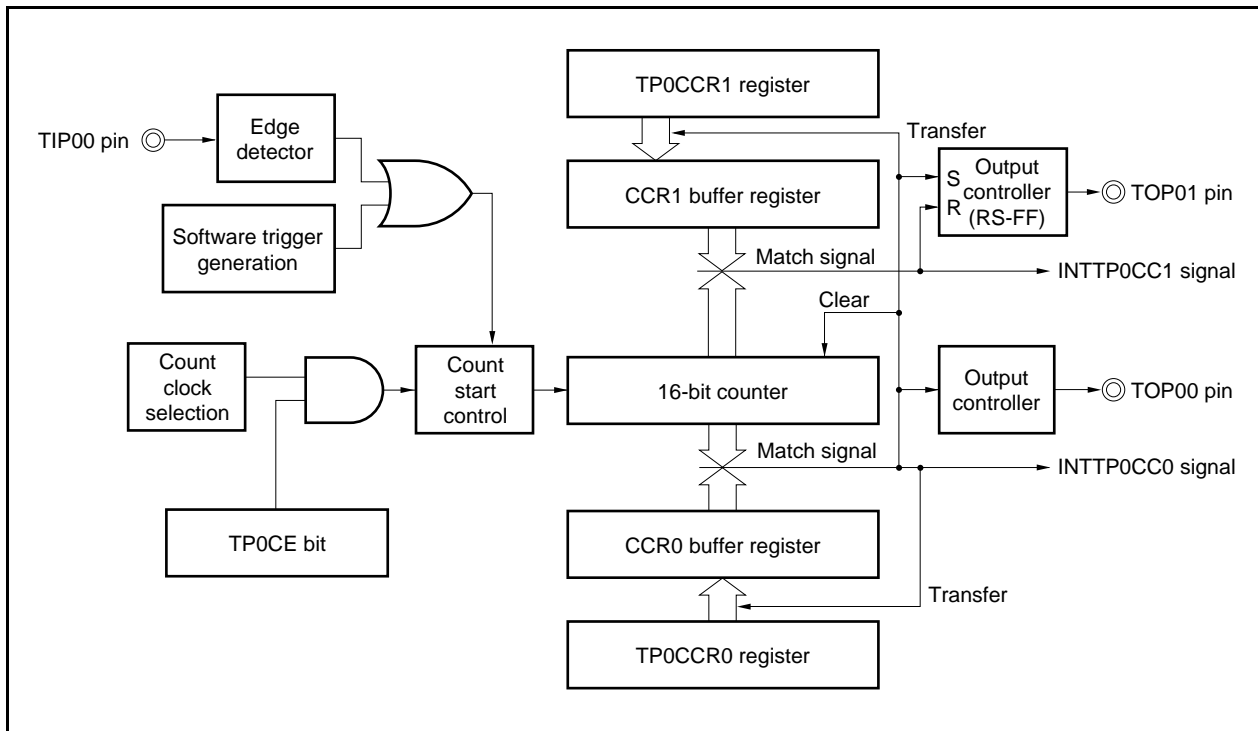 TP0CCR1 register
TIP00 pin
Edge
detector
Transfer
CCR1 buffer register
S
R
Output
controller
(RS-FF)
TOP01 pin
Software trigger
generation
Match signal
INTTP0CC1 signal
Clear
Count
clock
selection
Count
start
control
16-bit counter
Output
controller
TOP00 pin
Match signal
INTTP0CC0 signal
TP0CE bit
CCR0 buffer register
Transfer
TP0CCR0 register